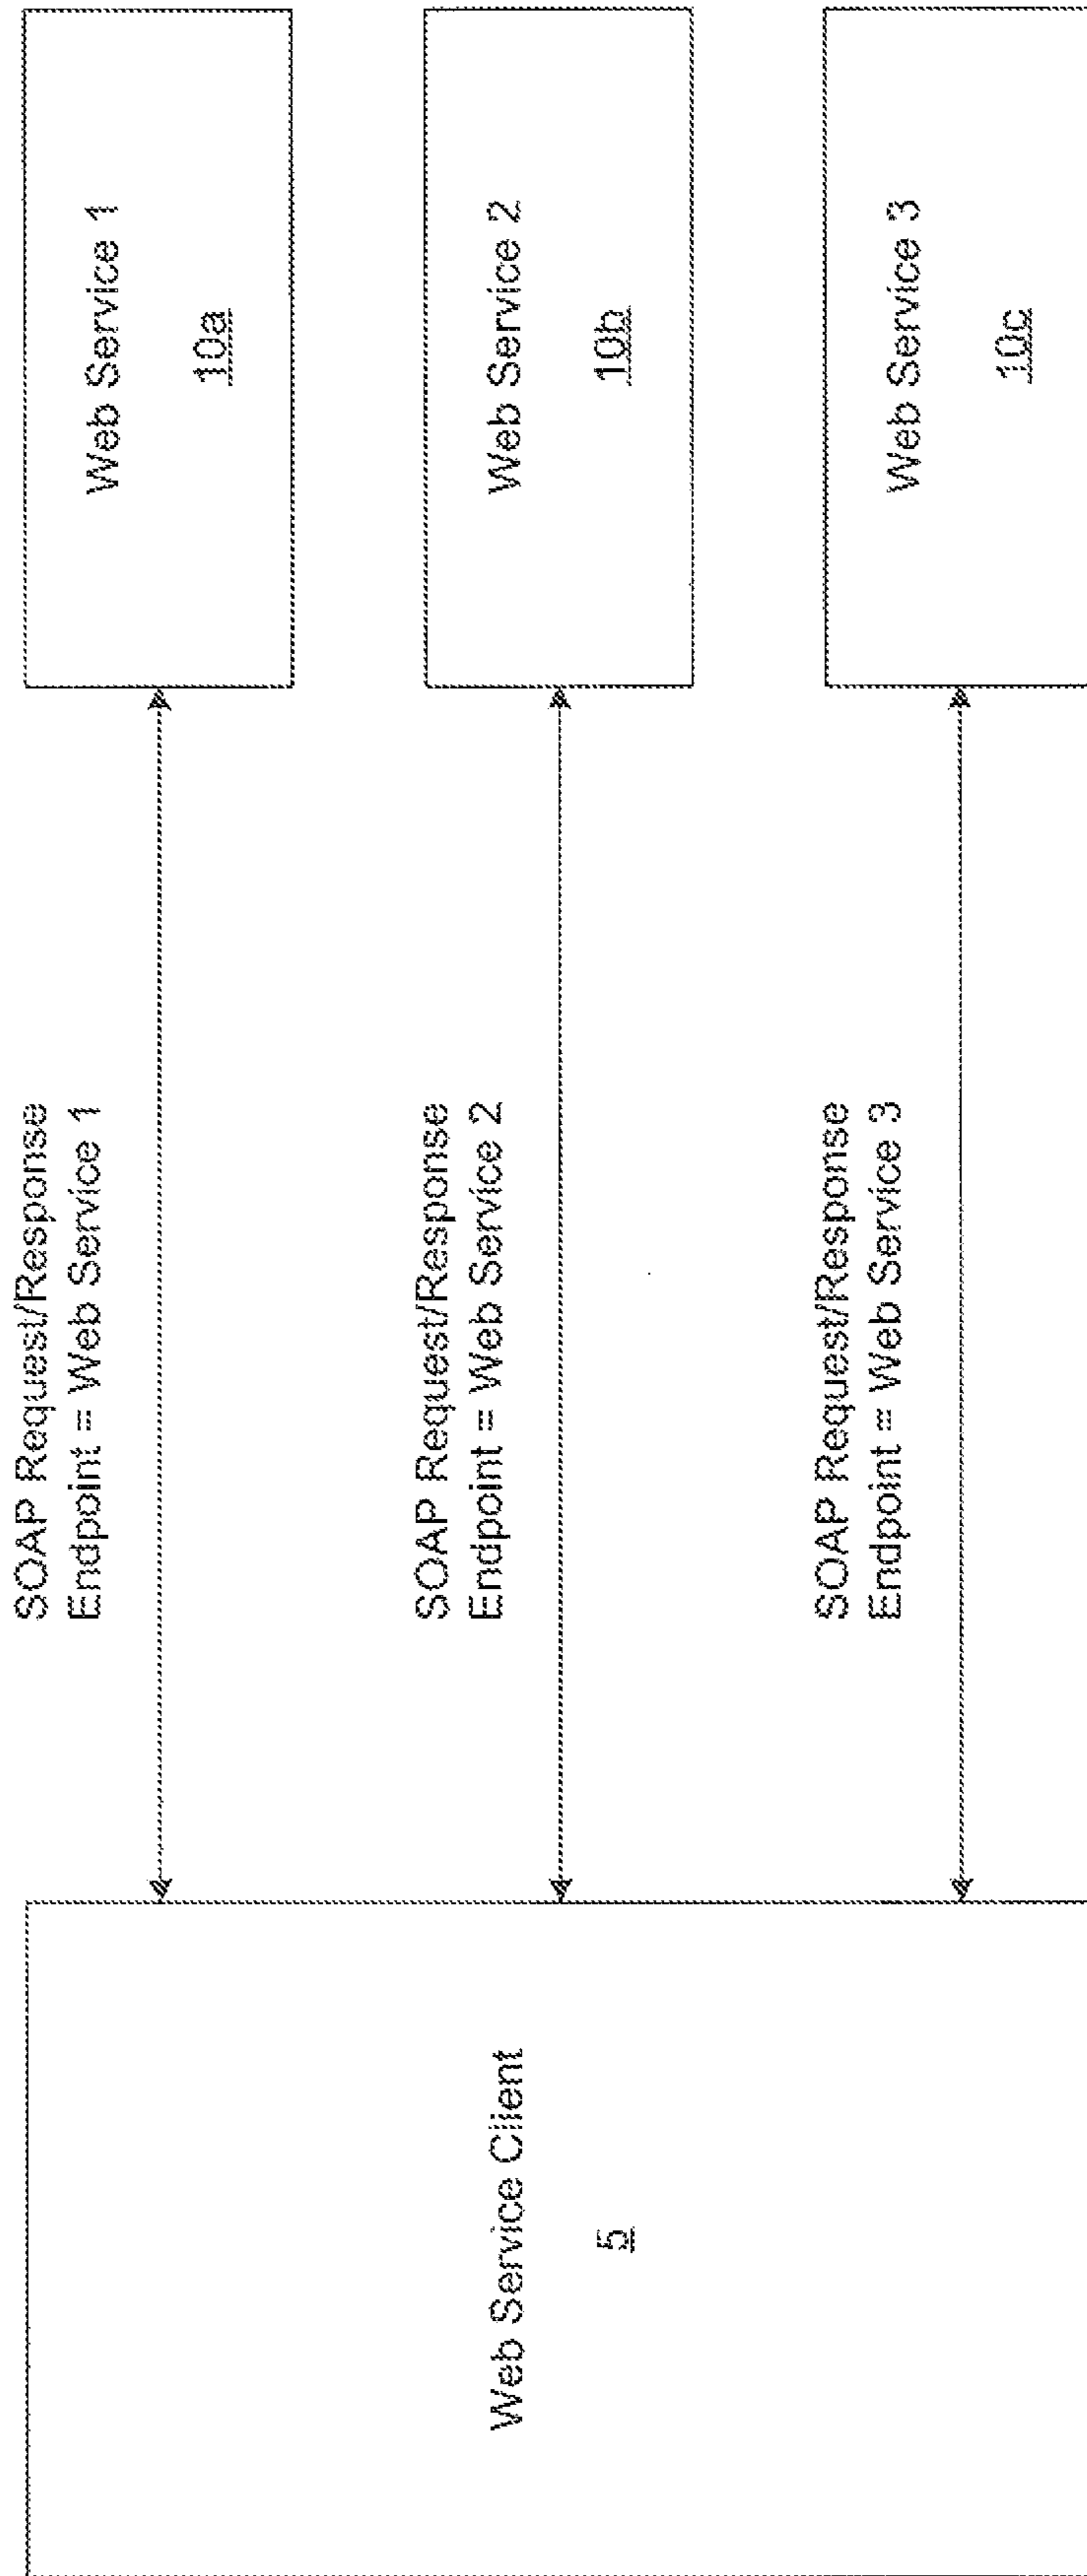 SOAP Request/Response
Endpoint = Web Service 1
Web Service 1
10a
Web Service Client
5
SOAP Request/Response
Endpoint = Web Service 2
Web Service 2
10b
SOAP Request/Response
Endpoint = Web Service 3
Web Service 3
10c